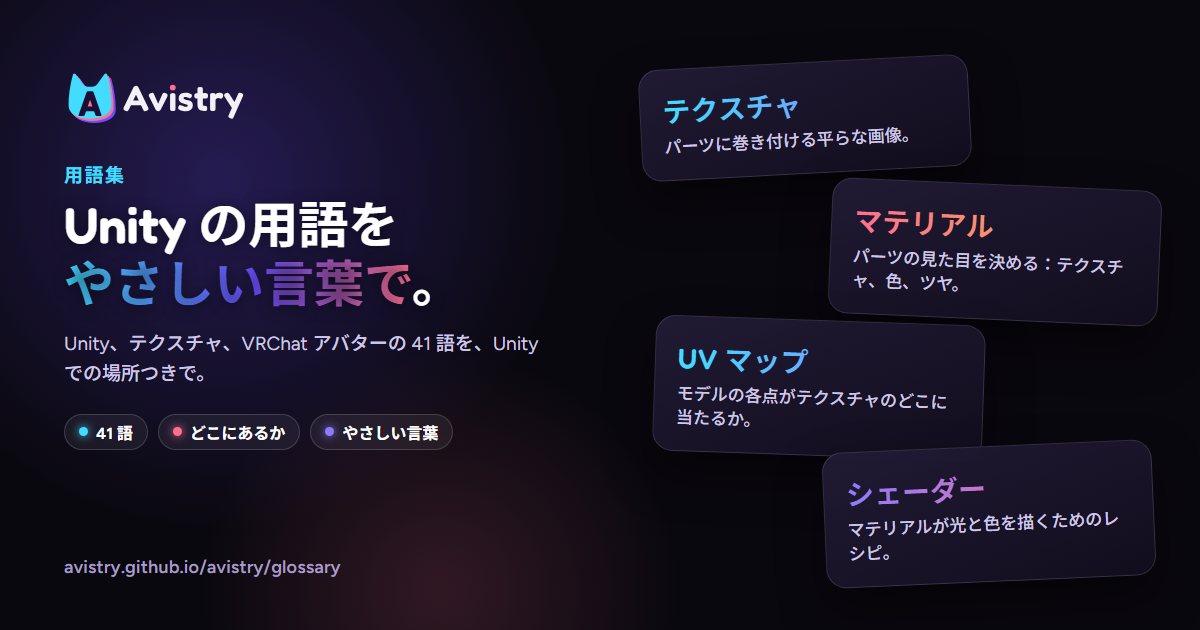 Avistry
用語集
Unity の用語を
やさしい言葉で。
Unity、テクスチャ、VRChat アバターの 41 語を、Unity
での場所つきで。
41 語
どこにあるか
やさしい言葉
avistry.github.io/avistry/glossary
テクスチャ
パーツに巻き付ける平らな画像。
マテリアル
パーツの見た目を決める：テクスチ
ャ、色、ツヤ。
UV マップ
モデルの各点がテクスチャのどこに
当たるか。
シェーダー
マテリアルが光と色を描くためのレ
シピ。